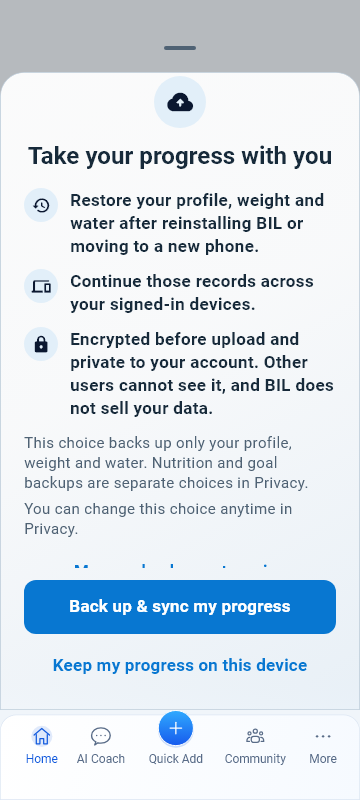 Take your progress with you
Restore your profile, weight and
water after reinstalling BIL or
moving to a new phone.
Continue those records across
your signed-in devices.
Encrypted before upload and
private to your account. Other
users cannot see it, and BIL does
not sell your data.
This choice backs up only your profile,
weight and water. Nutrition and goal
backups are separate choices in Privacy.
You can change this choice anytime in
Privacy.
Back up & sync my progress
Keep my progress on this device
Home AI Coach Quick Add Community More